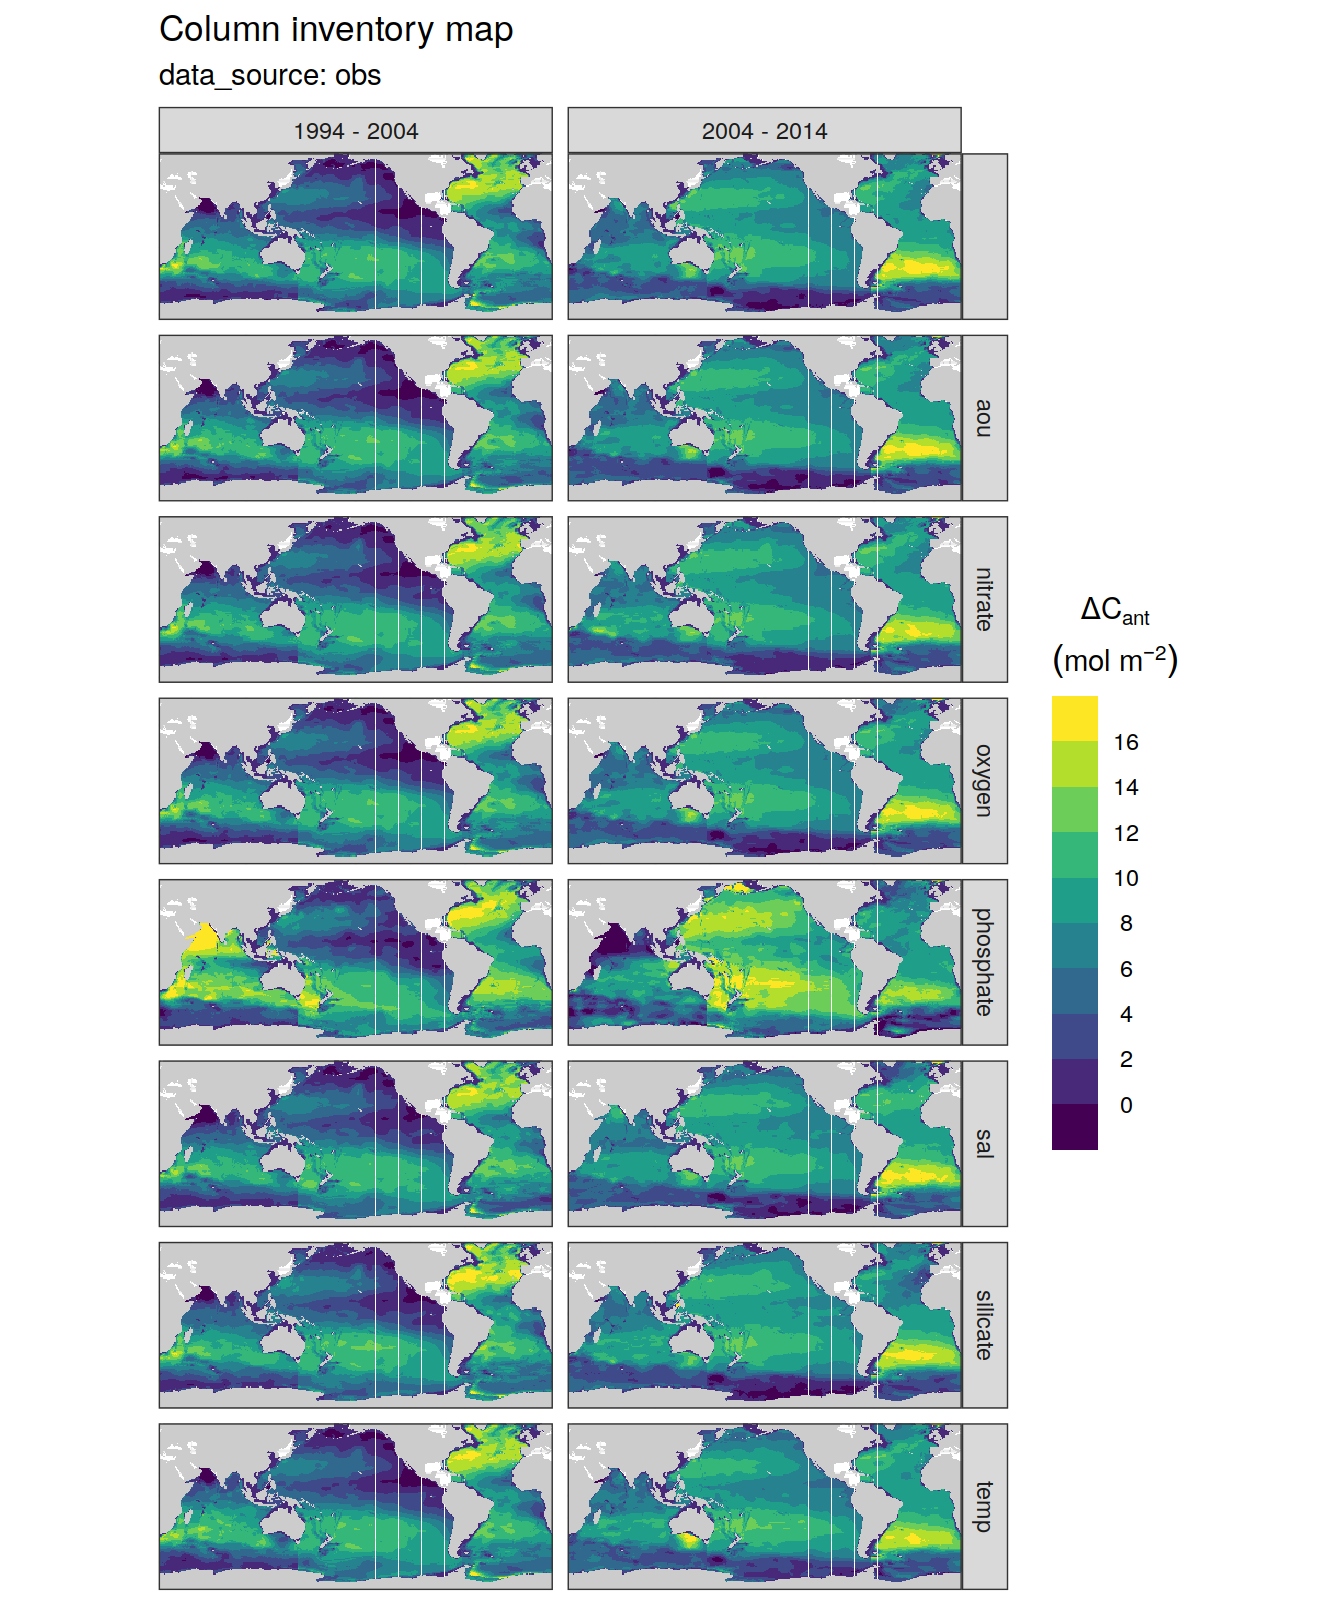 Column inventory map
data_source: obs
1994 - 2004
2004 - 2014
aou
nitrate
oxygen
phosphate
sal
silicate
temp
ΔCant
(mol m−2)
16
14
12
10
8
6
4
2
0